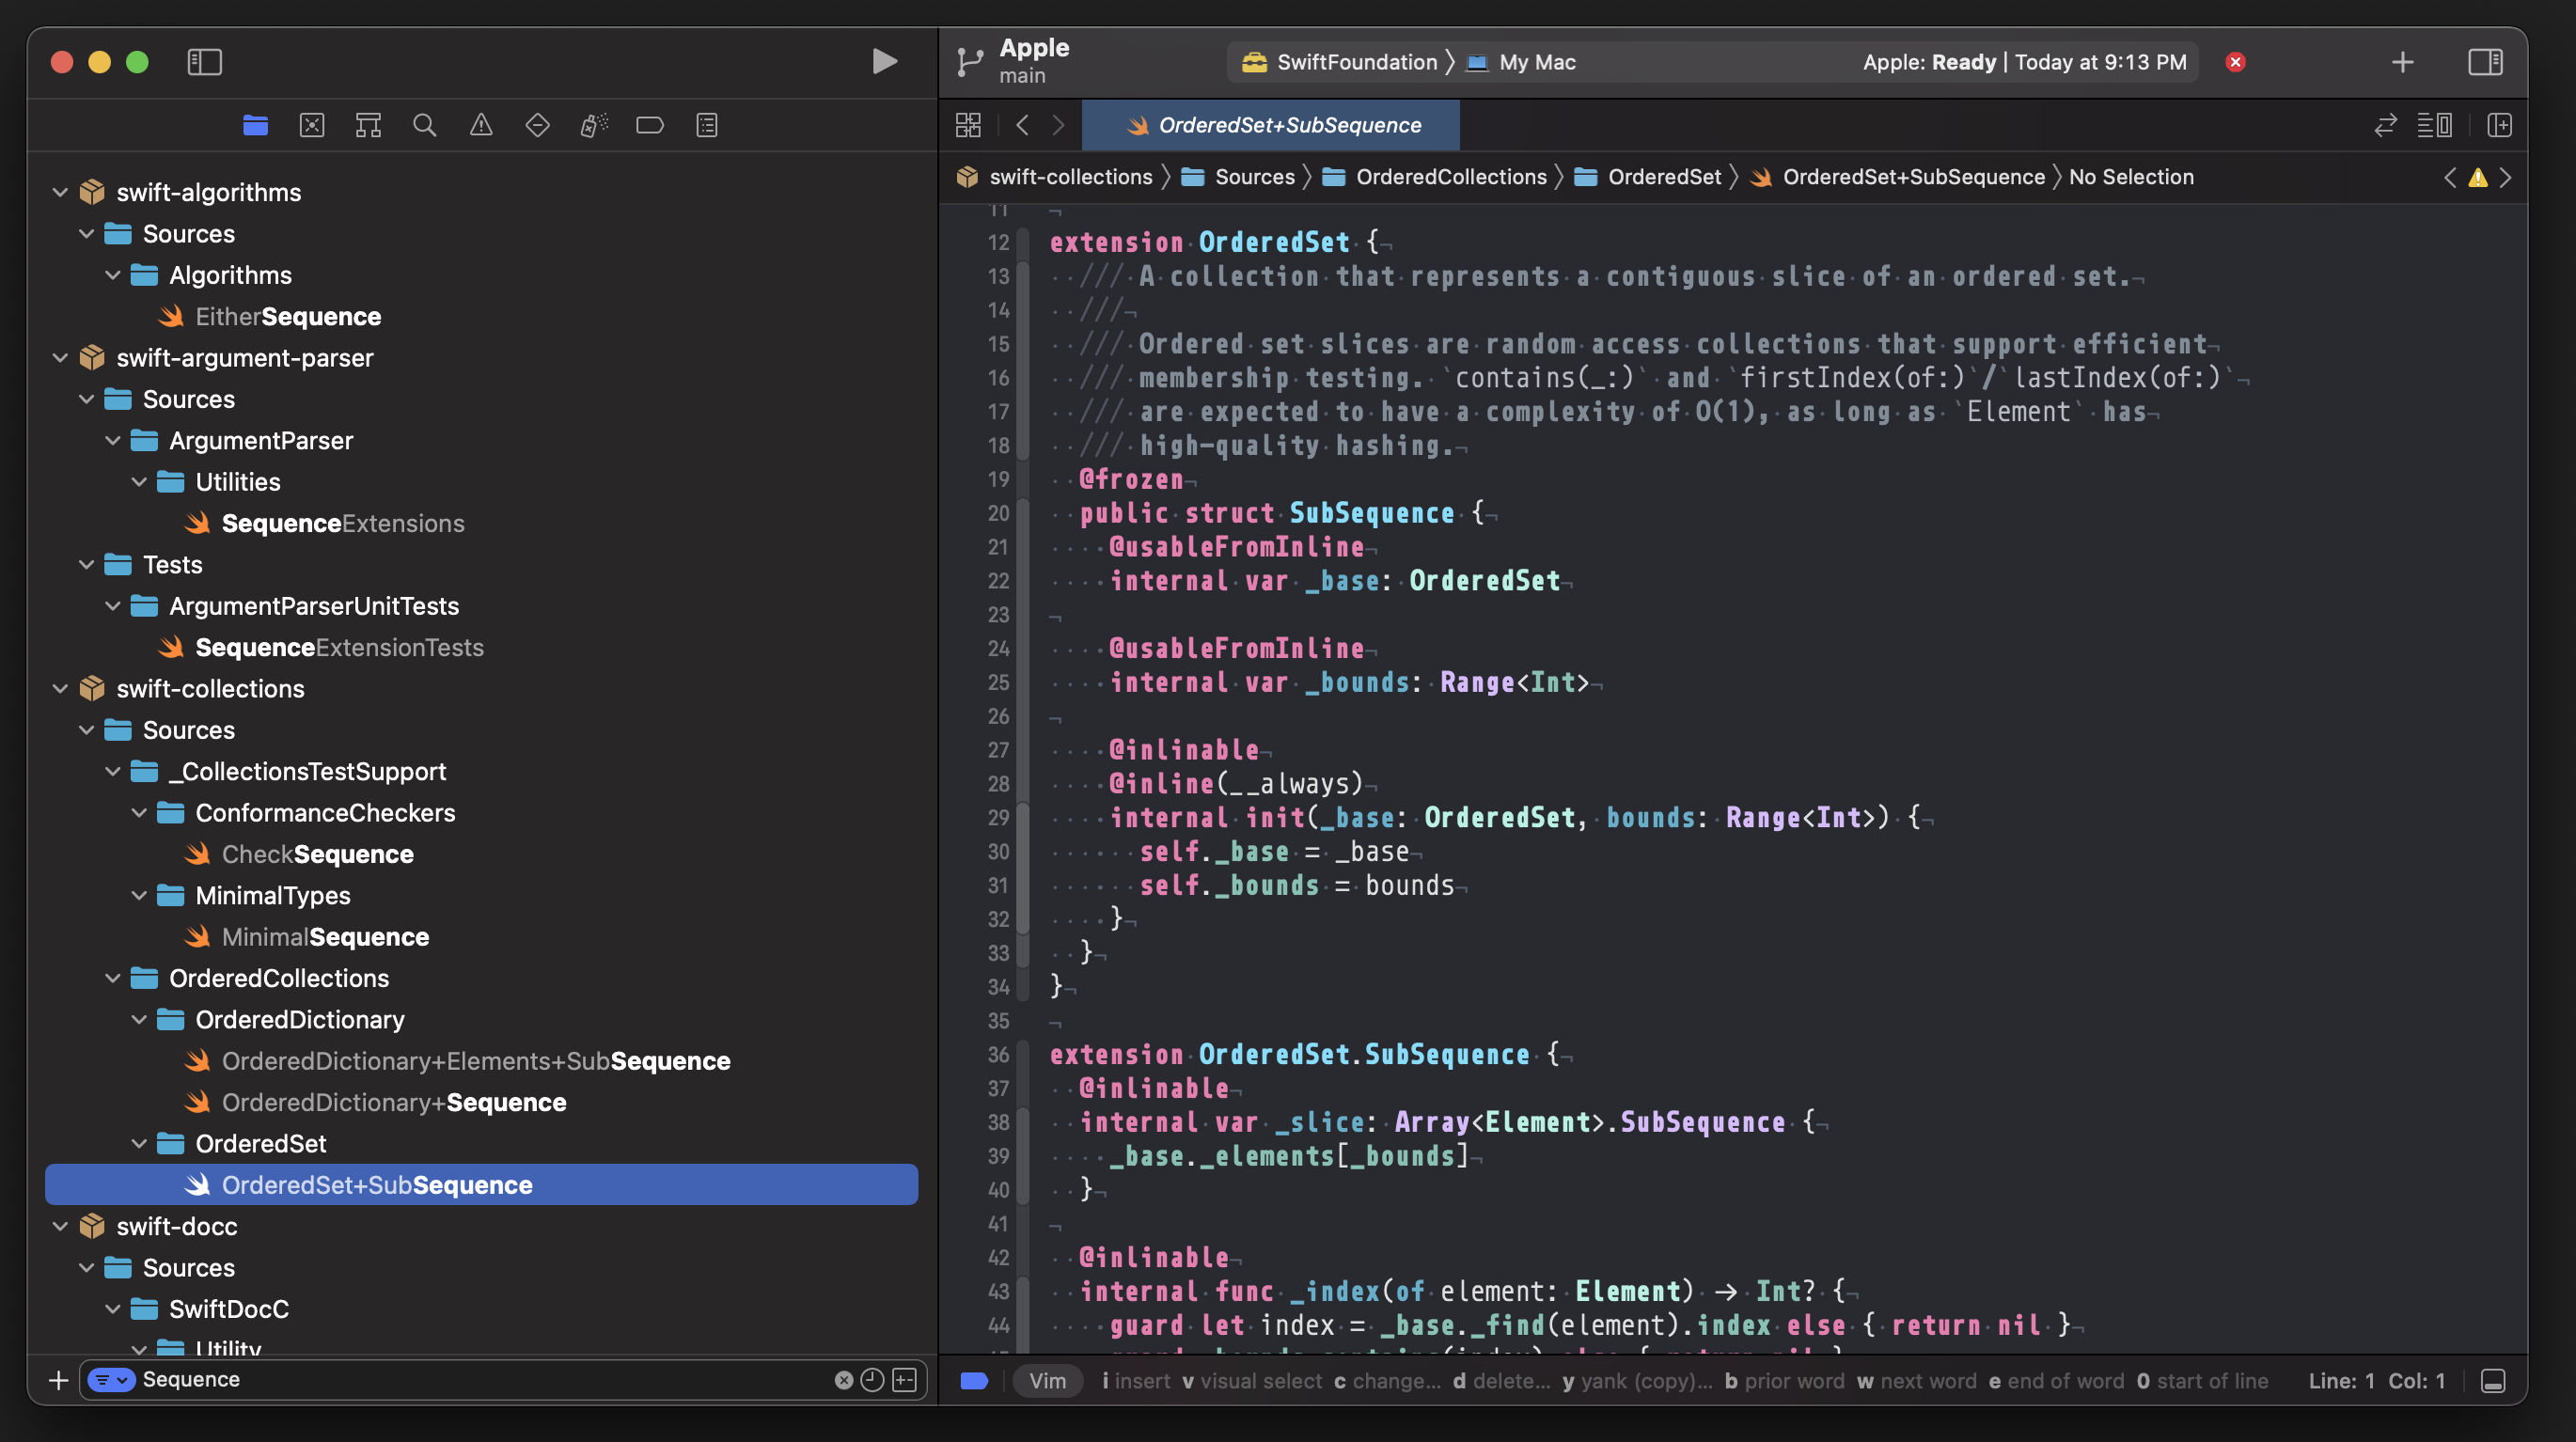 Apple
main
SwiftFoundation
My Mac
Apple: Ready | Today at 9:13 PM
OrderedSet+SubSequence
swift-collections
Sources
OrderedCollections
OrderedSet
OrderedSet+SubSequence
No Selection
swift-algorithms
Sources
Algorithms
EitherSequence
swift-argument-parser
Sources
ArgumentParser
Utilities
SequenceExtensions
Tests
ArgumentParserUnitTests
SequenceExtensionTests
swift-collections
Sources
_CollectionsTestSupport
ConformanceCheckers
CheckSequence
MinimalTypes
MinimalSequence
OrderedCollections
OrderedDictionary
OrderedDictionary+Elements+SubSequence
OrderedDictionary+Sequence
OrderedSet
OrderedSet+SubSequence
swift-docc
Sources
SwiftDocC
Utility
Sequence
11
12 extension OrderedSet {
13 /// A collection that represents a contiguous slice of an ordered set.
14 ///
15 /// Ordered set slices are random access collections that support efficient
16 /// membership testing. `contains(_:)` and `firstIndex(of:)`/`lastIndex(of:)`
17 /// are expected to have a complexity of O(1), as long as `Element` has
18 /// high-quality hashing.
19 @frozen
20 public struct SubSequence {
21 @usableFromInline
22 internal var _base: OrderedSet
23
24 @usableFromInline
25 internal var _bounds: Range<Int>
26
27 @inlinable
28 @inline(__always)
29 internal init(_base: OrderedSet, bounds: Range<Int>) {
30 self._base = _base
31 self._bounds = bounds
32 }
33 }
34 }
35
36 extension OrderedSet.SubSequence {
37 @inlinable
38 internal var _slice: Array<Element>.SubSequence {
39 _base._elements[_bounds]
40 }
41
42 @inlinable
43 internal func _index(of element: Element) -> Int? {
44 guard let index = _base._find(element).index else { return nil }
guard _bounds.contains(index) else { return nil }
Vim
i insert v visual select c change... d delete... y yank (copy)... b prior word w next word e end of word 0 start of line
Line: 1 Col: 1